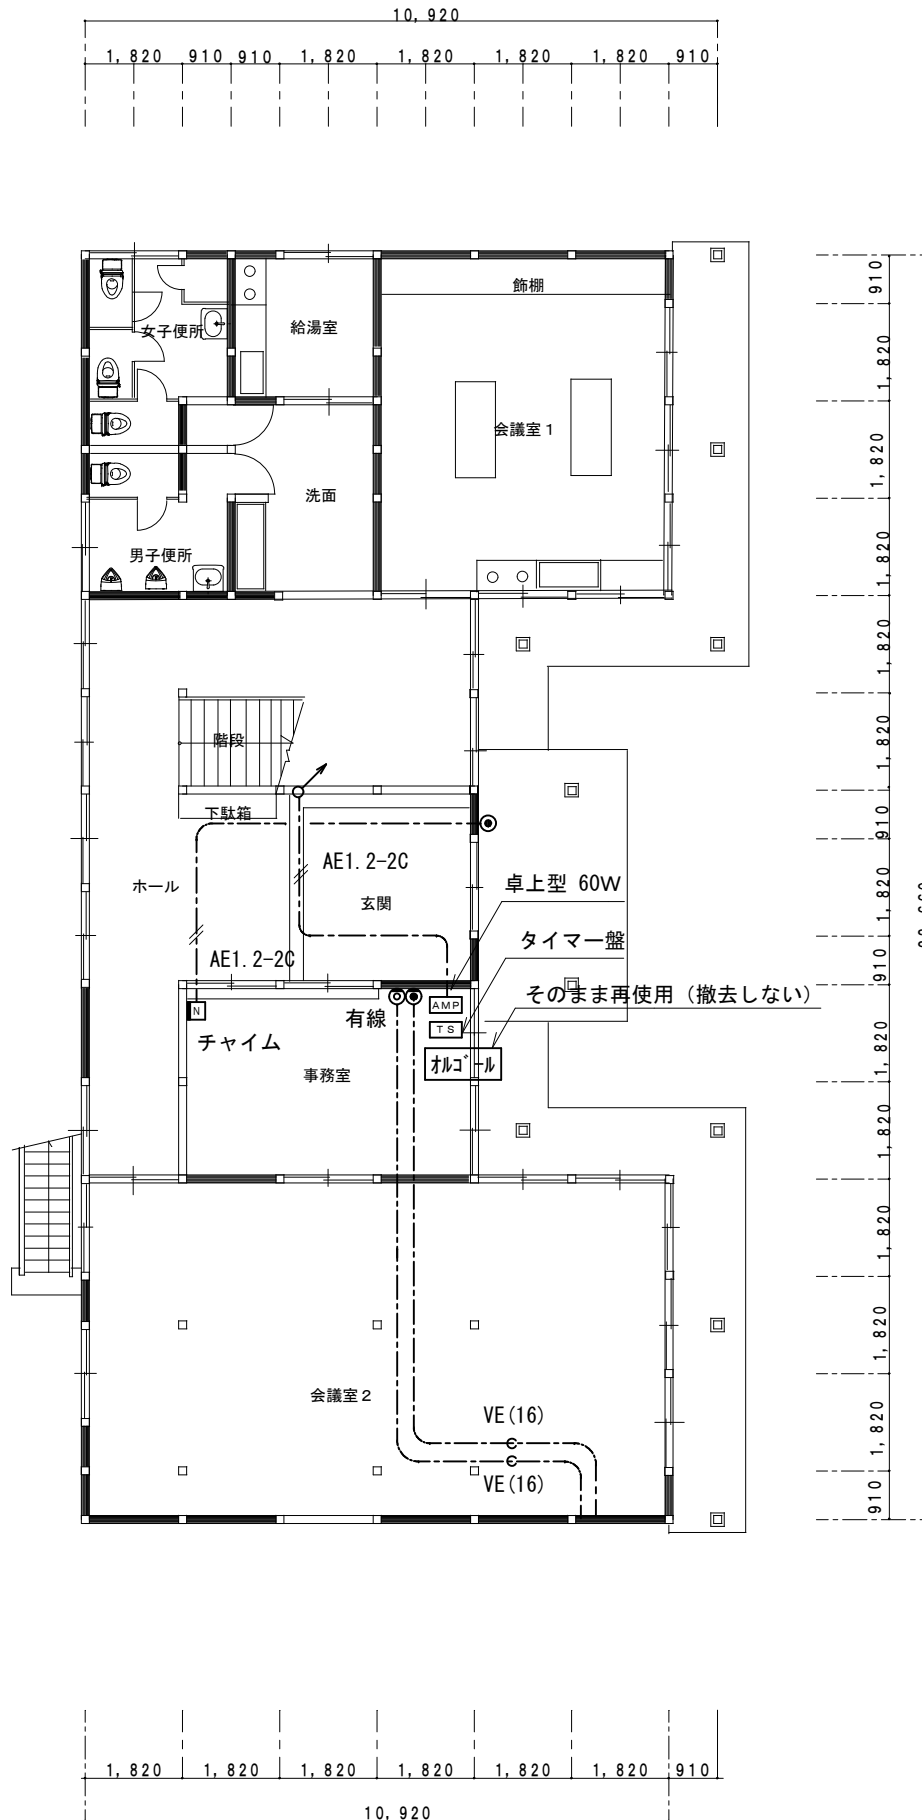 10,920
1,820 910 910 1,820 1,820 1,820 1,820 910
910
飾棚
女子便所
給湯室
1,820
会議室１
1,820
洗面
男子便所
1,820
1,820
階段
1,820
下駄箱
910
AE1.2-2C
卓上型 60W
ホール
玄関
1,820
タイマー盤
AE1.2-2C
910
そのまま再使用（撤去しない）
N
有線
AMP
チャイム
TS
ｵﾙｺﾞｰﾙ
事務室
1,820
1,820
1,820
1,820
会議室２
VE(16)
1,820
VE(16)
910
1,820 1,820 1,820 1,820 1,820 1,820 910
10,920